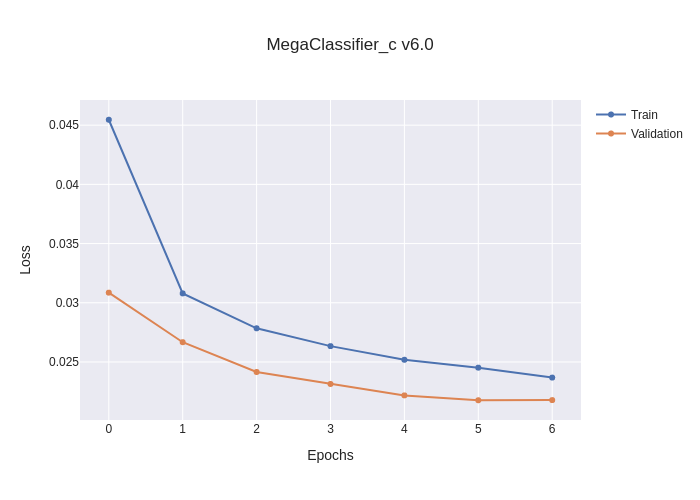 MegaClassifier_c v6.0
Train
Validation
0.045
0.04
0.035
0.03
0.025
Loss
0 1 2 3 4 5 6
Epochs